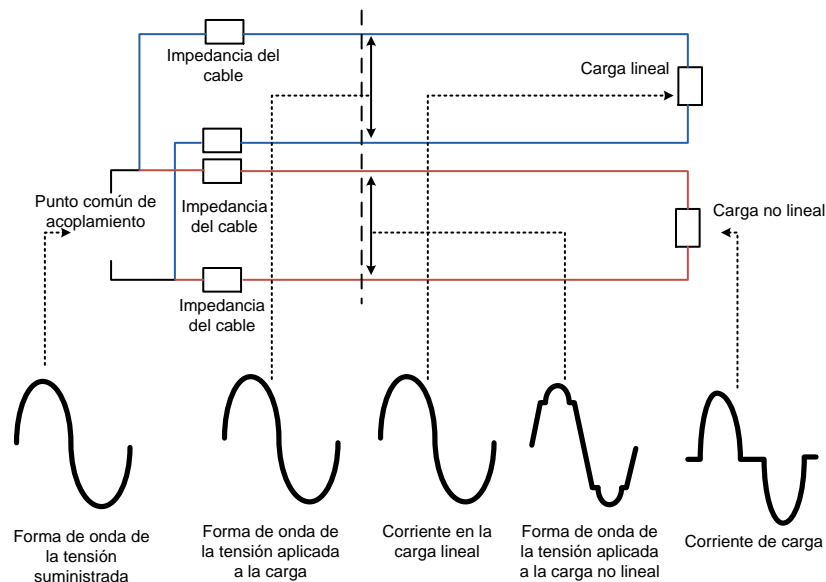 Impedancia del
cable
Carga lineal
Punto común de
acoplamiento
Impedancia
del cable
Carga no lineal
Impedancia
del cable
Forma de onda de
la tensión
suministrada
Forma de onda de
la tensión aplicada
a la carga
Corriente en la
carga lineal
Forma de onda de
la tensión aplicada
a la carga no lineal
Corriente de carga